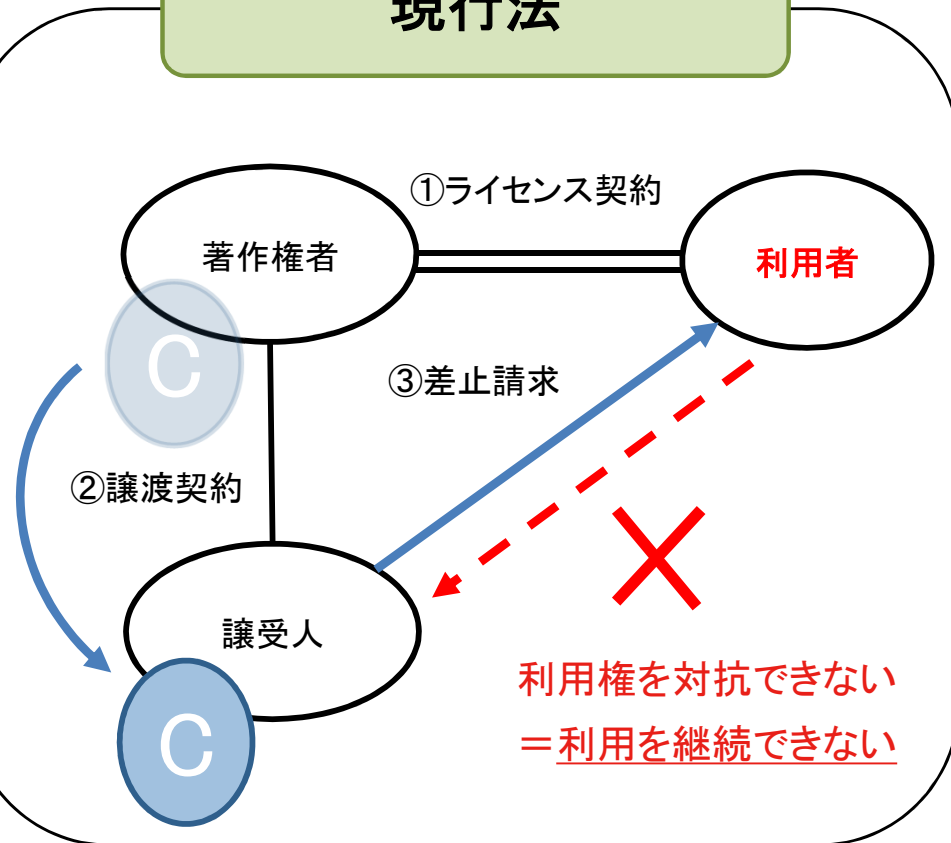 現行法
①ライセンス契約
著作権者
利用者
C
③差止請求
②譲渡契約
譲受人
利用権を対抗できない
C
＝利用を継続できない